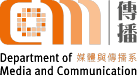 傳播
Department of 媒體與傳播系
Media and Communication